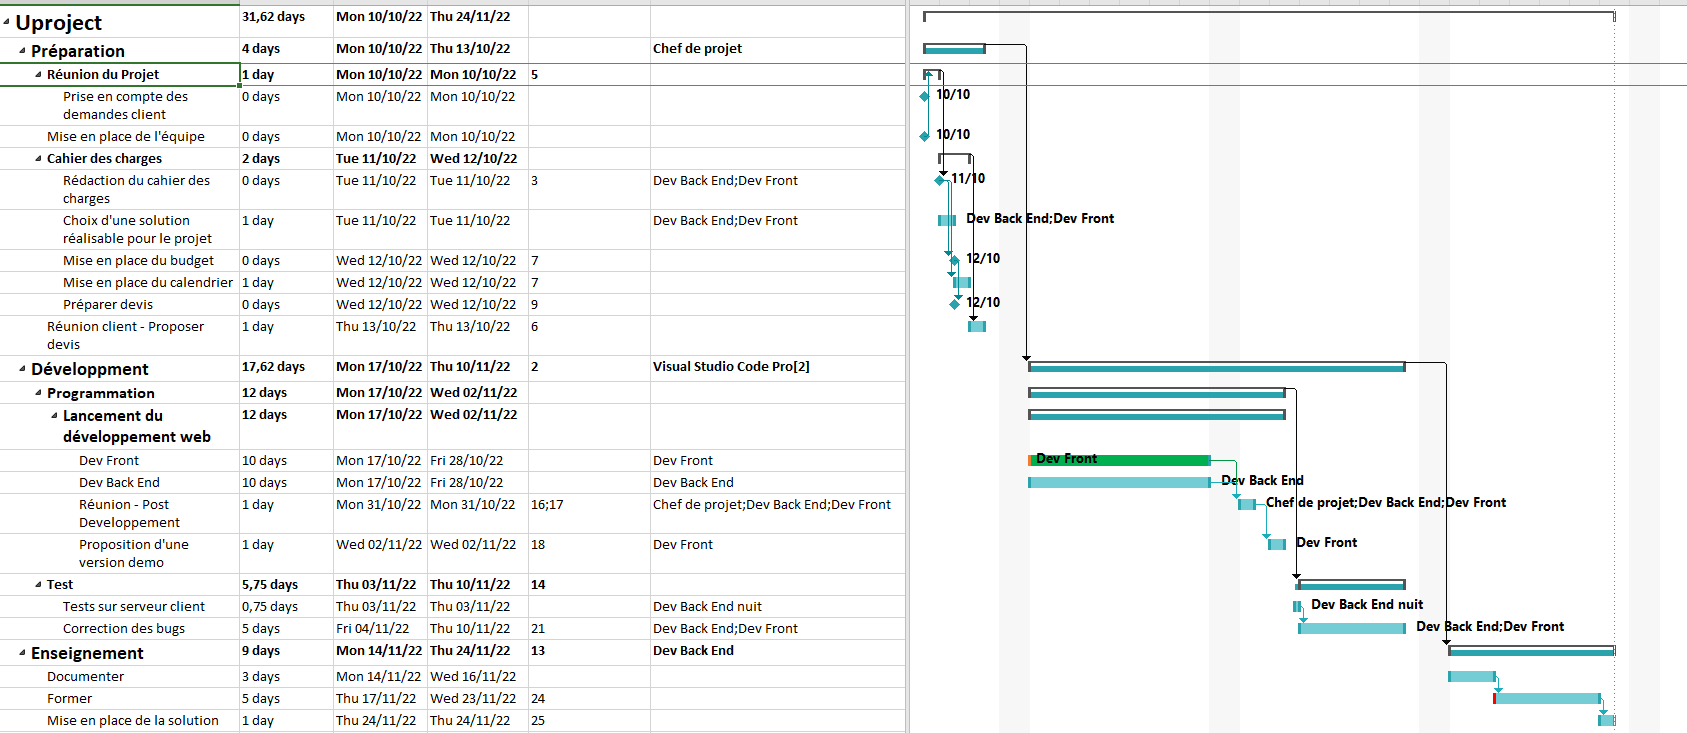 Uproject 31,62 days Mon 10/10/22 Thu 24/11/22
Préparation 4 days Mon 10/10/22 Thu 13/10/22 Chef de projet
Réunion du Projet 1 day Mon 10/10/22 Mon 10/10/22 5
Prise en compte des 0 days Mon 10/10/22 Mon 10/10/22 10/10
demandes client
Mise en place de l'équipe 0 days Mon 10/10/22 Mon 10/10/22 10/10
Cahier des charges 2 days Tue 11/10/22 Wed 12/10/22
Rédaction du cahier des 0 days Tue 11/10/22 Tue 11/10/22 3 Dev Back End;Dev Front 11/10
charges
Choix d'une solution 1 day Tue 11/10/22 Tue 11/10/22 Dev Back End;Dev Front Dev Back End;Dev Front
réalisable pour le projet
Mise en place du budget 0 days Wed 12/10/22 Wed 12/10/22 7 12/10
Mise en place du calendrier 1 day Wed 12/10/22 Wed 12/10/22 7
Préparer devis 0 days Wed 12/10/22 Wed 12/10/22 9 12/10
Réunion client - Proposer 1 day Thu 13/10/22 Thu 13/10/22 6
devis
Développment 17,62 days Mon 17/10/22 Thu 10/11/22 2 Visual Studio Code Pro[2]
Programmation 12 days Mon 17/10/22 Wed 02/11/22
Lancement du 12 days Mon 17/10/22 Wed 02/11/22
développement web
Dev Front 10 days Mon 17/10/22 Fri 28/10/22 Dev Front Dev Front
Dev Back End 10 days Mon 17/10/22 Fri 28/10/22 Dev Back End Dev Back End
Réunion - Post 1 day Mon 31/10/22 Mon 31/10/22 16;17 Chef de projet;Dev Back End;Dev Front Chef de projet;Dev Back End;Dev Front
Developpement
Proposition d'une 1 day Wed 02/11/22 Wed 02/11/22 18 Dev Front Dev Front
version demo
Test 5,75 days Thu 03/11/22 Thu 10/11/22 14
Tests sur serveur client 0,75 days Thu 03/11/22 Thu 03/11/22 Dev Back End nuit Dev Back End nuit
Correction des bugs 5 days Fri 04/11/22 Thu 10/11/22 21 Dev Back End;Dev Front Dev Back End;Dev Front
Enseignement 9 days Mon 14/11/22 Thu 24/11/22 13 Dev Back End
Documenter 3 days Mon 14/11/22 Wed 16/11/22
Former 5 days Thu 17/11/22 Wed 23/11/22 24
Mise en place de la solution 1 day Thu 24/11/22 Thu 24/11/22 25